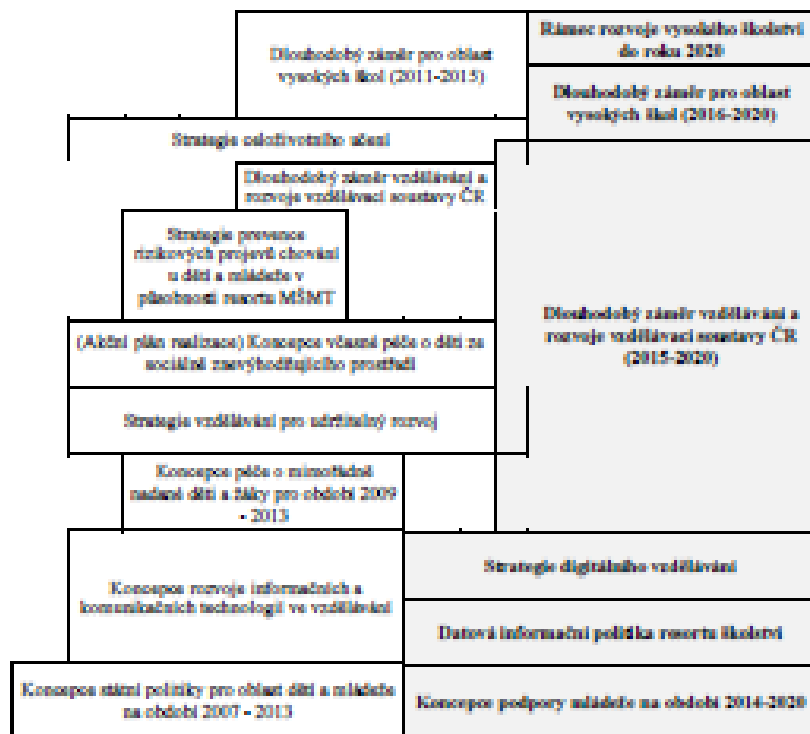 Dlouhodobý záměr pro oblast
vysokých škol (2011-2015)
Rámec rozvoje vysokého školství
do roku 2020
Dlouhodobý záměr pro oblast
vysokých škol (2016-2020)
Strategie celoživotního učení
Dlouhodobý záměr vzdělávání a
rozvoje vzdělávací soustavy ČR
Strategie prevence
rizikových projevů chování
u dětí a mládeže v
působnosti resortu MŠMT
Dlouhodobý záměr vzdělávání a
rozvoje vzdělávací soustavy ČR
(2015-2020)
(Akční plán realizace) Koncepce včasné péče o děti ze
sociálně znevýhodňujícího prostředí
Strategie vzdělávání pro udržitelný rozvoj
Koncepce péče o mimořádně
nadané děti a žáky pro období 2009
- 2013
Koncepce rozvoje informačních a
komunikačních technologií ve vzdělávání
Strategie digitálního vzdělávání
Datová informační politika resortu školství
Koncepce státní politiky pro oblast dětí a mládeže
na období 2007 - 2013
Koncepce podpory mládeže na období 2014-2020